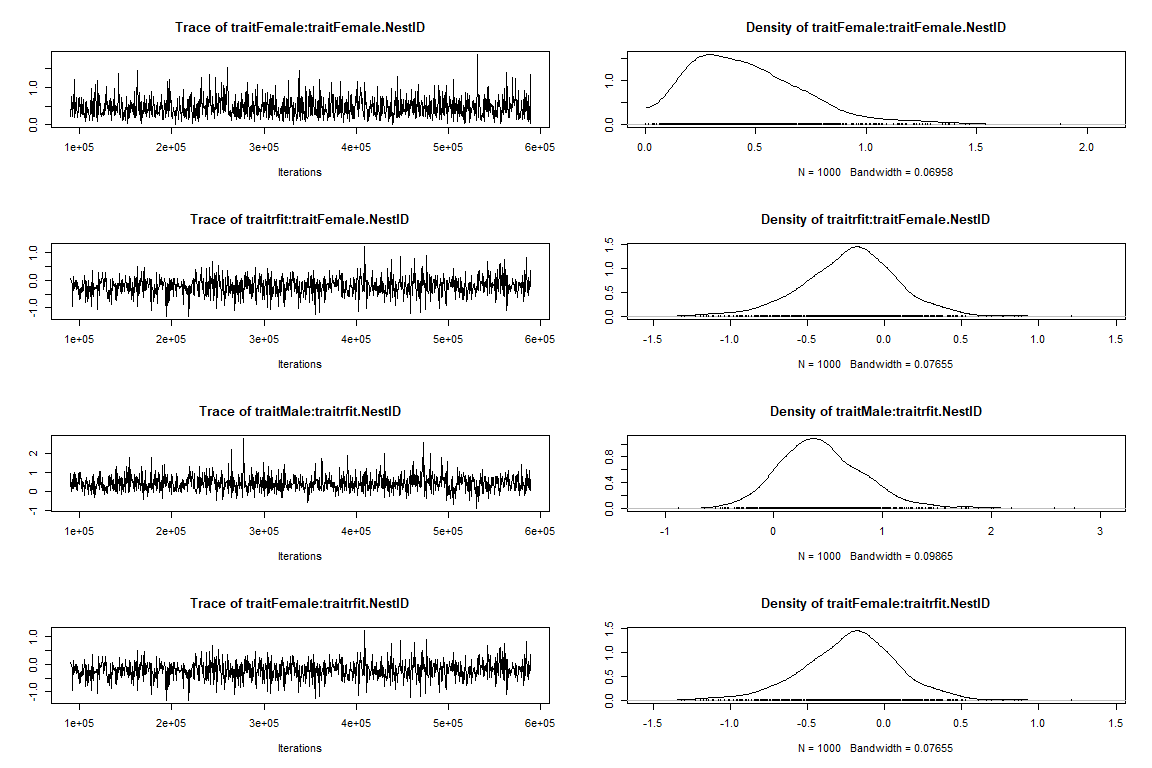 Trace of traitFemale:traitFemale.NestID
Density of traitFemale:traitFemale.NestID
0.0 1.0
1e+05 2e+05 3e+05 4e+05 5e+05 6e+05
Iterations
0.0 1.0
0.0 0.5 1.0 1.5 2.0
N = 1000 Bandwidth = 0.06958
Trace of traitrfit:traitFemale.NestID
Density of traitrfit:traitFemale.NestID
-1.0 0.0 1.0
1e+05 2e+05 3e+05 4e+05 5e+05 6e+05
Iterations
0.0 0.5 1.0 1.5
-1.5 -1.0 -0.5 0.0 0.5 1.0 1.5
N = 1000 Bandwidth = 0.07655
Trace of traitMale:traitrfit.NestID
Density of traitMale:traitrfit.NestID
-1 0 1 2
1e+05 2e+05 3e+05 4e+05 5e+05 6e+05
Iterations
0.0 0.4 0.8
-1 0 1 2 3
N = 1000 Bandwidth = 0.09865
Trace of traitFemale:traitrfit.NestID
Density of traitFemale:traitrfit.NestID
-1.0 0.0 1.0
1e+05 2e+05 3e+05 4e+05 5e+05 6e+05
Iterations
0.0 0.5 1.0 1.5
-1.5 -1.0 -0.5 0.0 0.5 1.0 1.5
N = 1000 Bandwidth = 0.07655